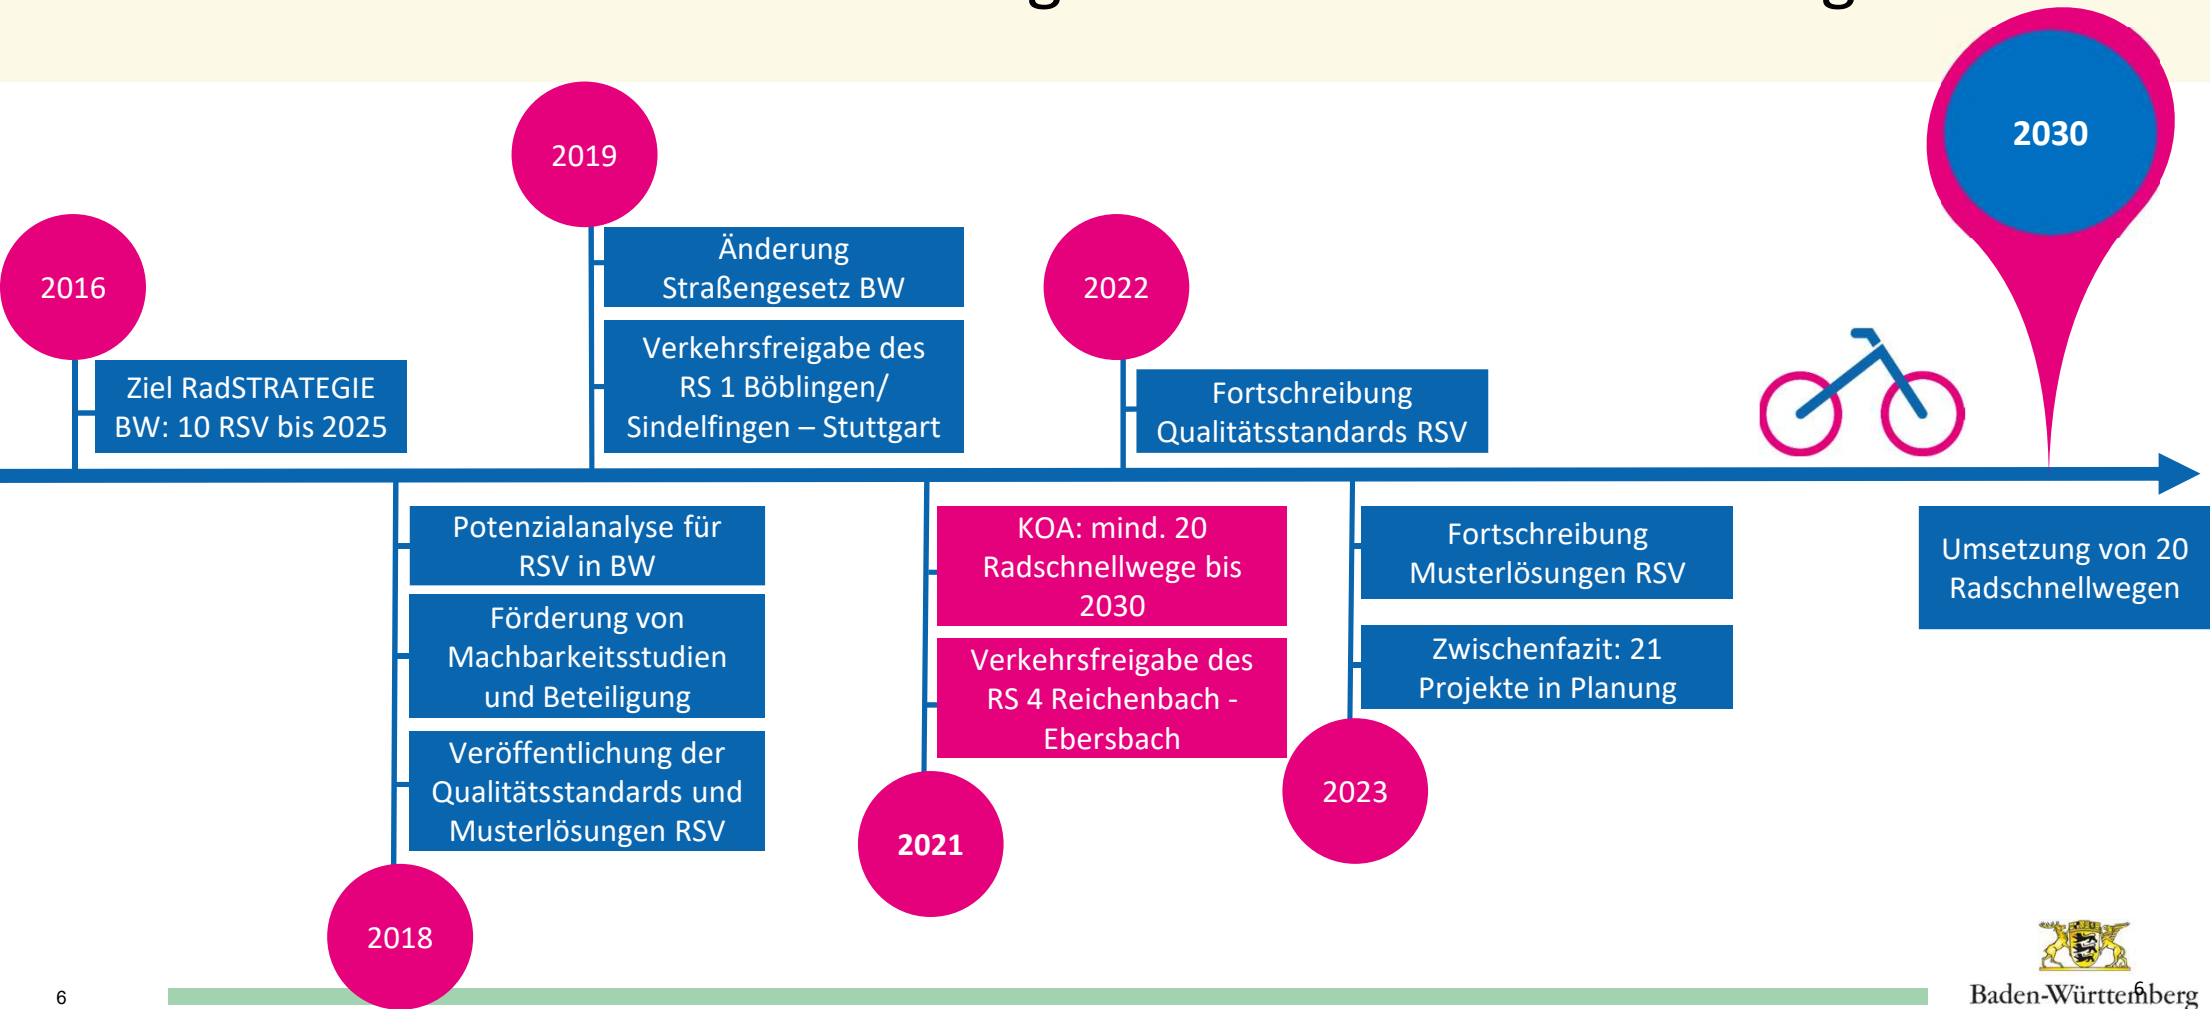 2016
Ziel RadSTRATEGIE
BW: 10 RSV bis 2025
2018
Potenzialanalyse für
RSV in BW
Förderung von
Machbarkeitsstudien
und Beteiligung
Veröffentlichung der
Qualitätsstandards und
Musterlösungen RSV
2019
Änderung
Straßengesetz BW
Verkehrsfreigabe des
RS 1 Böblingen/
Sindelfingen – Stuttgart
2021
KOA: mind. 20
Radschnellwege bis
2030
Verkehrsfreigabe des
RS 4 Reichenbach -
Ebersbach
2022
Fortschreibung
Qualitätsstandards RSV
2023
Fortschreibung
Musterlösungen RSV
Zwischenfazit: 21
Projekte in Planung
2030
Umsetzung von 20
Radschnellwegen
6
Baden-Württemberg
6